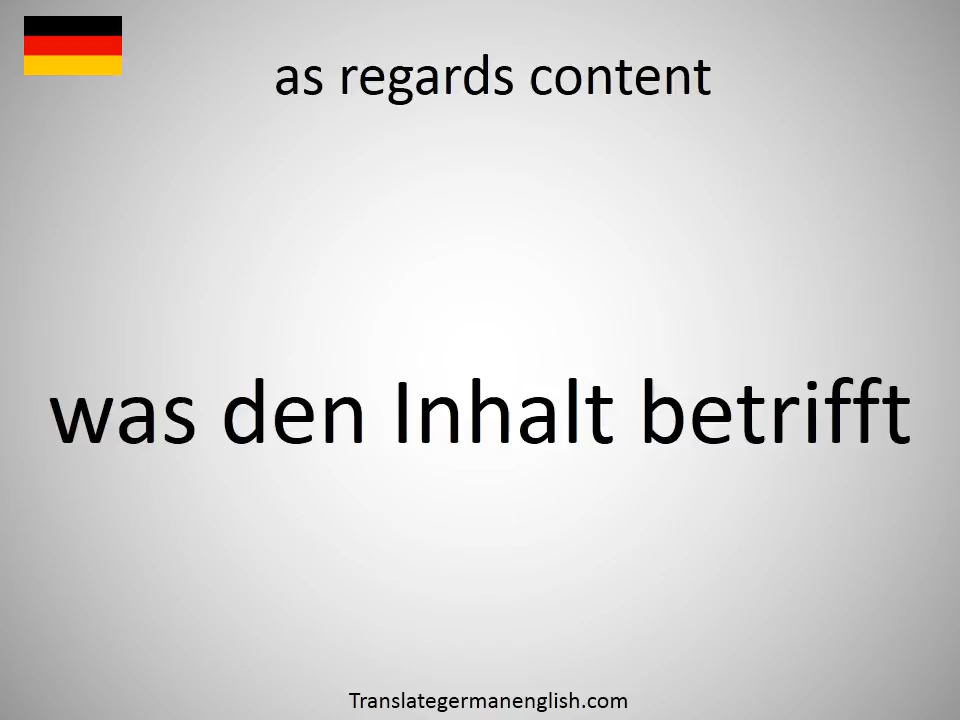 as regards content
was den Inhalt betrifft
Translategermanenglish.com